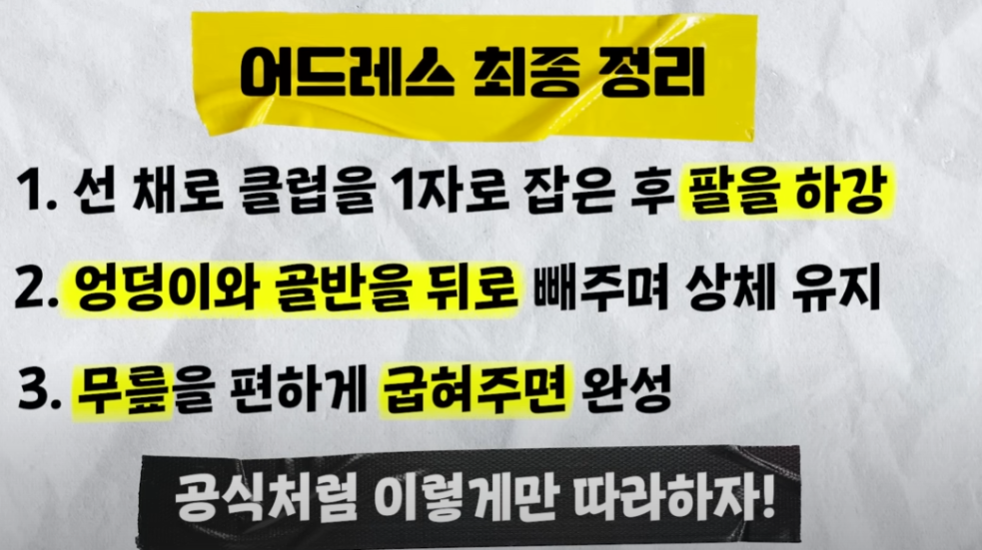 어드레스 최종 정리
1. 선 채로 클럽을 1자로 잡은 후 팔을 하강
2. 엉덩이와 골반을 뒤로 빼주며 상체 유지
3. 무릎을 편하게 굽혀주면 완성
공식처럼 이렇게만 따라하자!